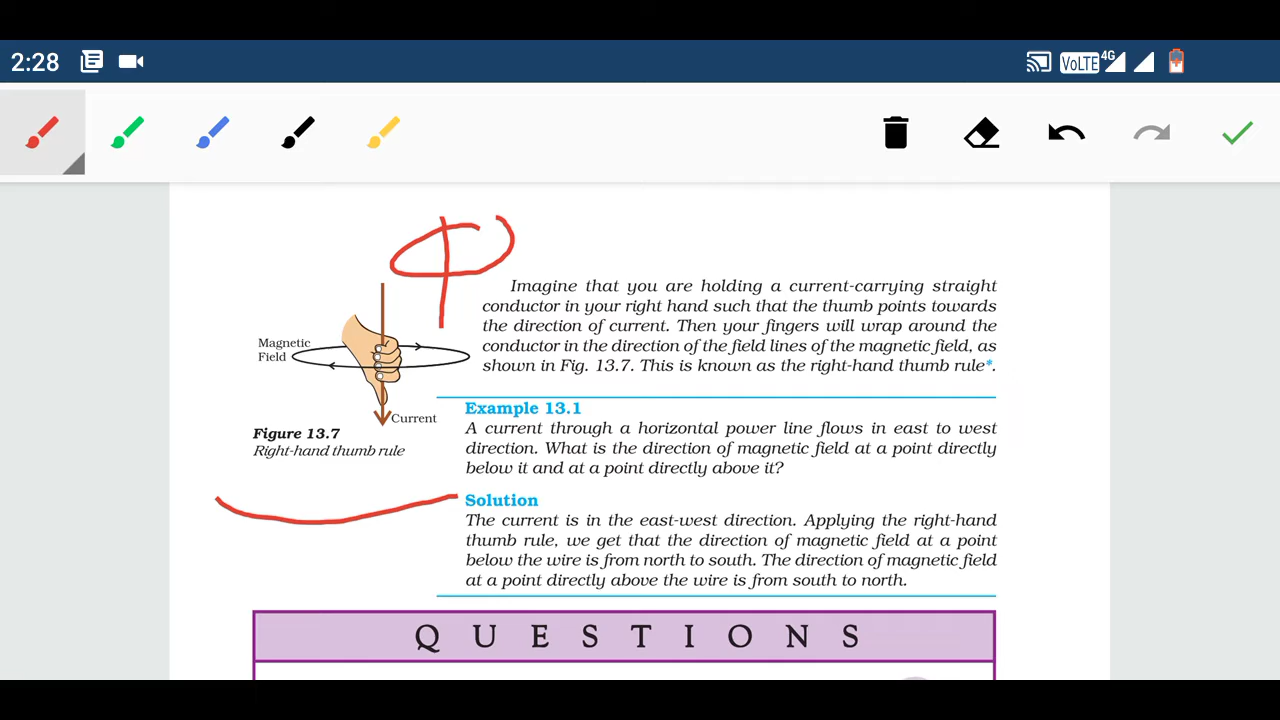 2:28
VoLTE 4G
Imagine that you are holding a current-carrying straight
conductor in your right hand such that the thumb points towards
the direction of current. Then your fingers will wrap around the
conductor in the direction of the field lines of the magnetic field, as
shown in Fig. 13.7. This is known as the right-hand thumb rule*.
Magnetic
Field
Current
Figure 13.7
Right-hand thumb rule
Example 13.1
A current through a horizontal power line flows in east to west
direction. What is the direction of magnetic field at a point directly
below it and at a point directly above it?
Solution
The current is in the east-west direction. Applying the right-hand
thumb rule, we get that the direction of magnetic field at a point
below the wire is from north to south. The direction of magnetic field
at a point directly above the wire is from south to north.
QUESTIONS